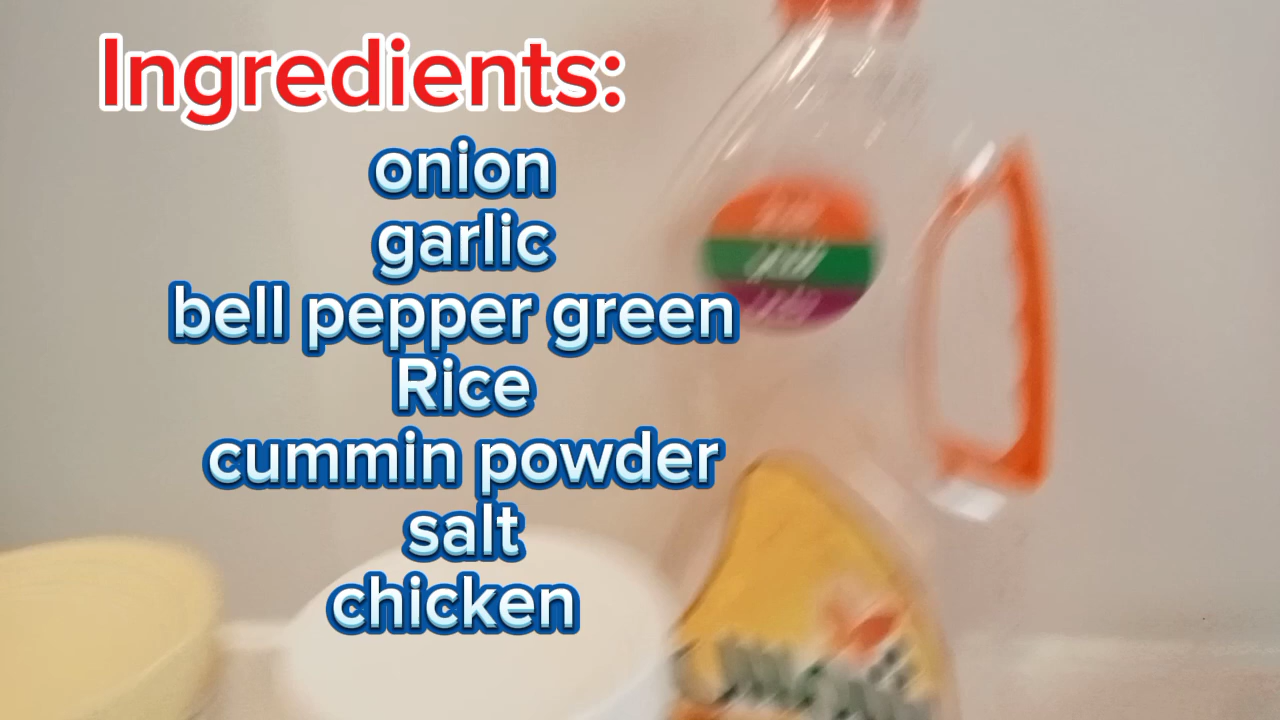 Ingredients:
onion
garlic
bell pepper green
Rice
cummin powder
salt
chicken